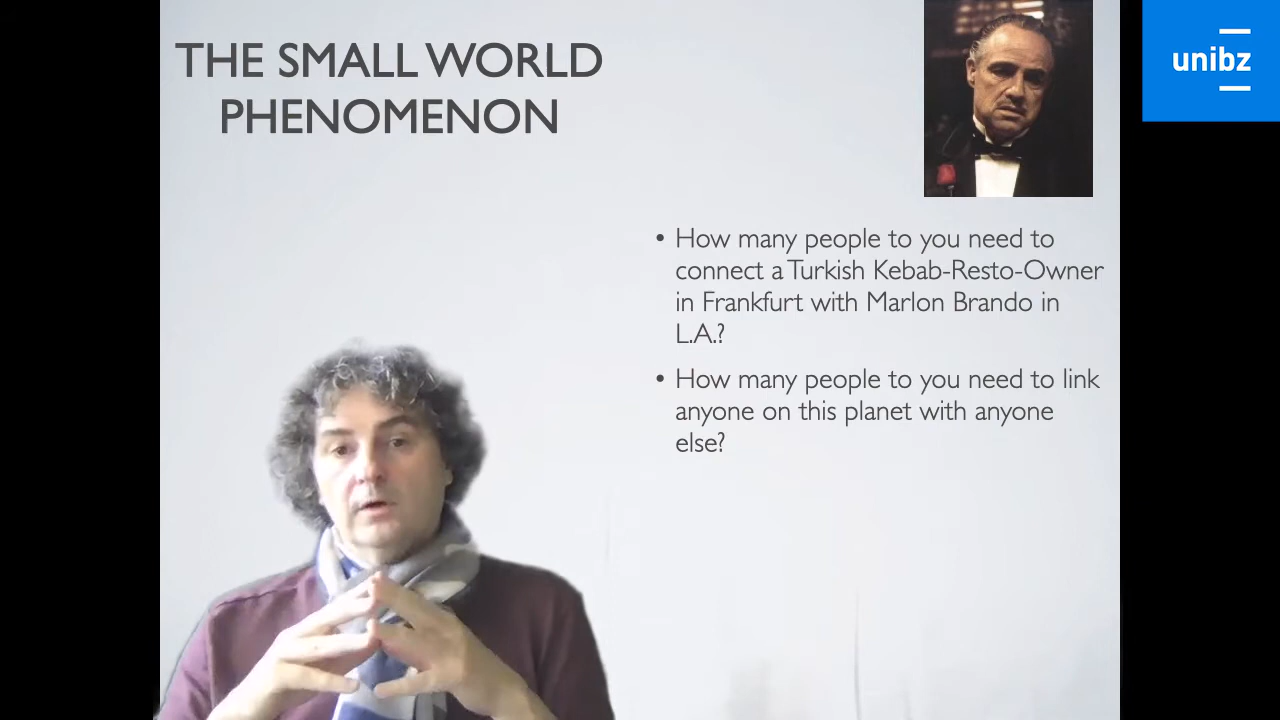 THE SMALL WORLD
PHENOMENON
unibz
• How many people to you need to
connect a Turkish Kebab-Resto-Owner
in Frankfurt with Marlon Brando in
L.A.?
• How many people to you need to link
anyone on this planet with anyone
else?